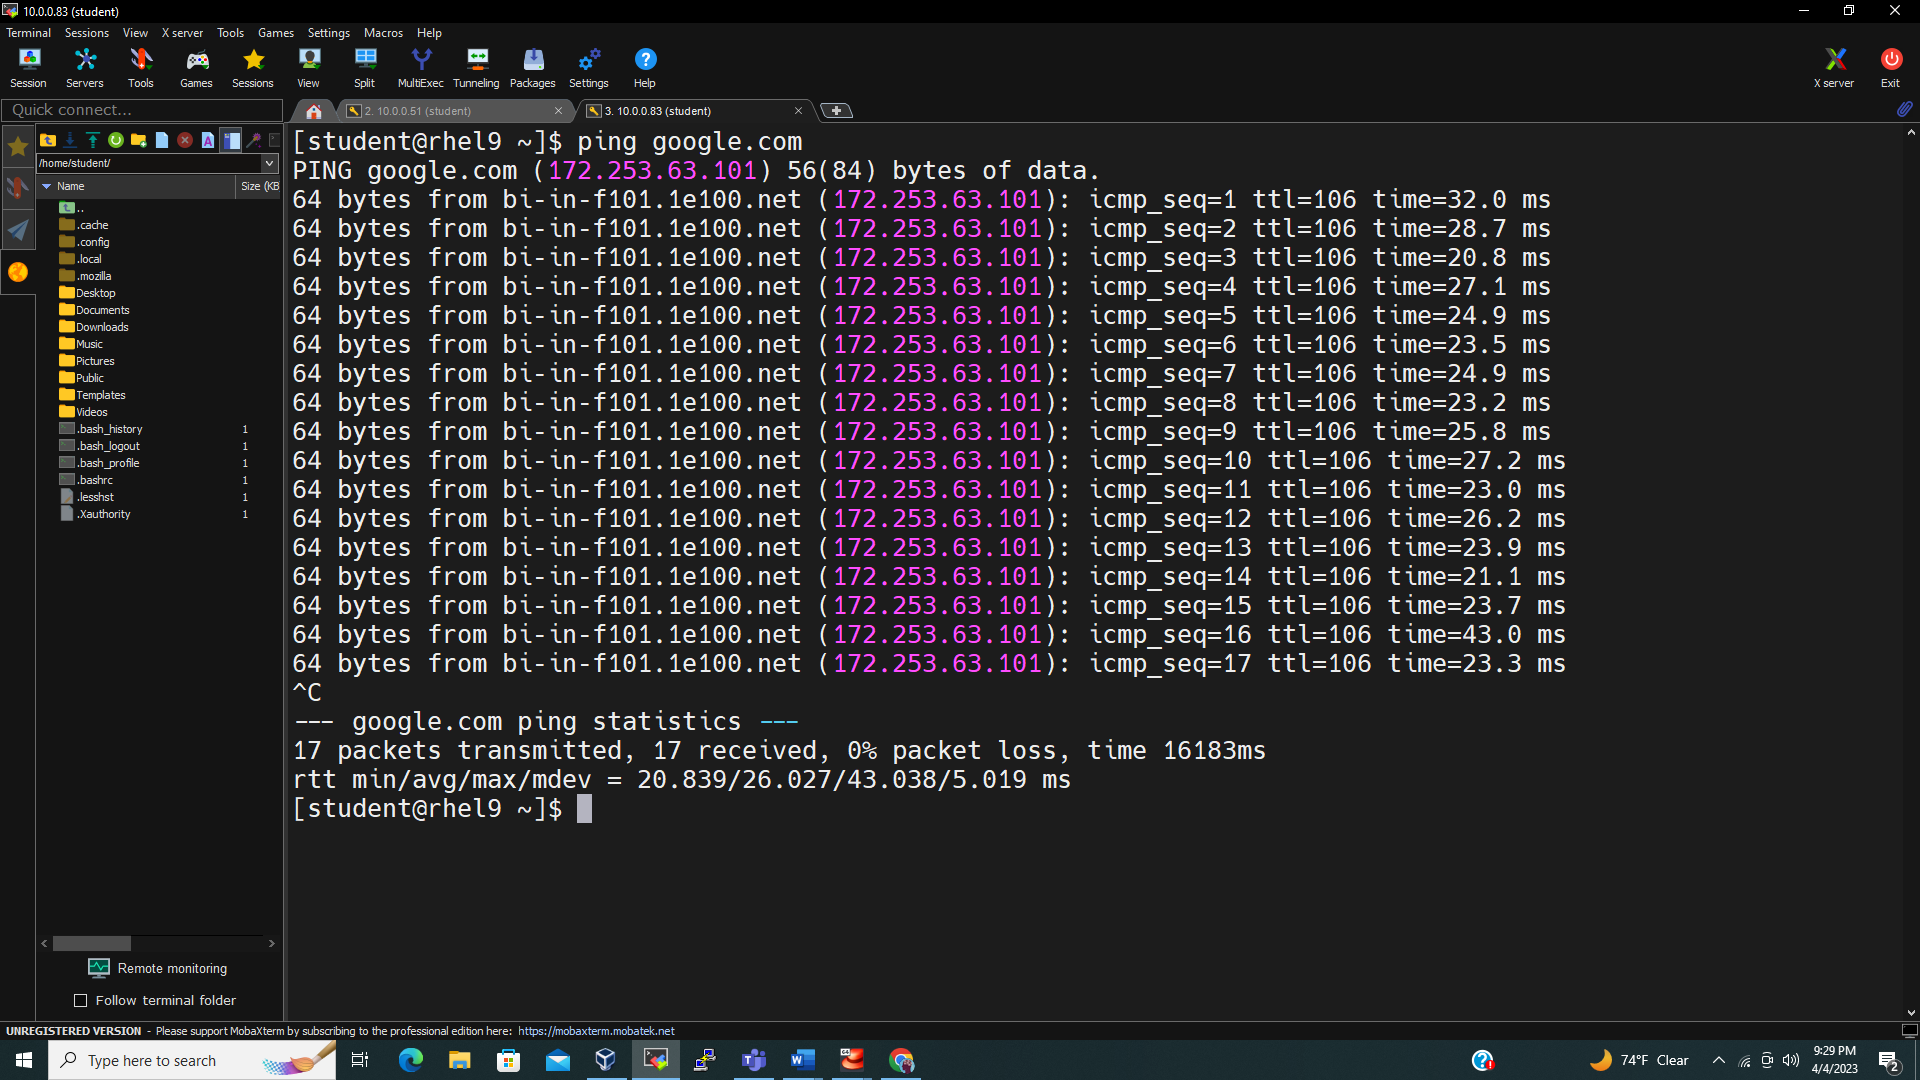 10.0.0.83 (student)
Terminal Sessions View X server Tools Games Settings Macros Help
Session Servers Tools Games Sessions View Split MultiExec Tunneling Packages Settings Help X server Exit
Quick connect...
2. 10.0.0.51 (student)
3. 10.0.0.83 (student)
/home/student/
Name Size (KB
..
.cache
.config
.local
.mozilla
Desktop
Documents
Downloads
Music
Pictures
Public
Templates
Videos
.bash_history 1
.bash_logout 1
.bash_profile 1
.bashrc 1
.lesshst 1
.Xauthority 1
Remote monitoring
Follow terminal folder
[student@rhel9 ~]$ ping google.com
PING google.com (172.253.63.101) 56(84) bytes of data.
64 bytes from bi-in-f101.1e100.net (172.253.63.101): icmp_seq=1 ttl=106 time=32.0 ms
64 bytes from bi-in-f101.1e100.net (172.253.63.101): icmp_seq=2 ttl=106 time=28.7 ms
64 bytes from bi-in-f101.1e100.net (172.253.63.101): icmp_seq=3 ttl=106 time=20.8 ms
64 bytes from bi-in-f101.1e100.net (172.253.63.101): icmp_seq=4 ttl=106 time=27.1 ms
64 bytes from bi-in-f101.1e100.net (172.253.63.101): icmp_seq=5 ttl=106 time=24.9 ms
64 bytes from bi-in-f101.1e100.net (172.253.63.101): icmp_seq=6 ttl=106 time=23.5 ms
64 bytes from bi-in-f101.1e100.net (172.253.63.101): icmp_seq=7 ttl=106 time=24.9 ms
64 bytes from bi-in-f101.1e100.net (172.253.63.101): icmp_seq=8 ttl=106 time=23.2 ms
64 bytes from bi-in-f101.1e100.net (172.253.63.101): icmp_seq=9 ttl=106 time=25.8 ms
64 bytes from bi-in-f101.1e100.net (172.253.63.101): icmp_seq=10 ttl=106 time=27.2 ms
64 bytes from bi-in-f101.1e100.net (172.253.63.101): icmp_seq=11 ttl=106 time=23.0 ms
64 bytes from bi-in-f101.1e100.net (172.253.63.101): icmp_seq=12 ttl=106 time=26.2 ms
64 bytes from bi-in-f101.1e100.net (172.253.63.101): icmp_seq=13 ttl=106 time=23.9 ms
64 bytes from bi-in-f101.1e100.net (172.253.63.101): icmp_seq=14 ttl=106 time=21.1 ms
64 bytes from bi-in-f101.1e100.net (172.253.63.101): icmp_seq=15 ttl=106 time=23.7 ms
64 bytes from bi-in-f101.1e100.net (172.253.63.101): icmp_seq=16 ttl=106 time=43.0 ms
64 bytes from bi-in-f101.1e100.net (172.253.63.101): icmp_seq=17 ttl=106 time=23.3 ms
^C
--- google.com ping statistics ---
17 packets transmitted, 17 received, 0% packet loss, time 16183ms
rtt min/avg/max/mdev = 20.839/26.027/43.038/5.019 ms
[student@rhel9 ~]$
UNREGISTERED VERSION - Please support MobaXterm by subscribing to the professional edition here: https://mobaxterm.mobatek.net
Type here to search
74°F Clear
9:29 PM
4/4/2023
2